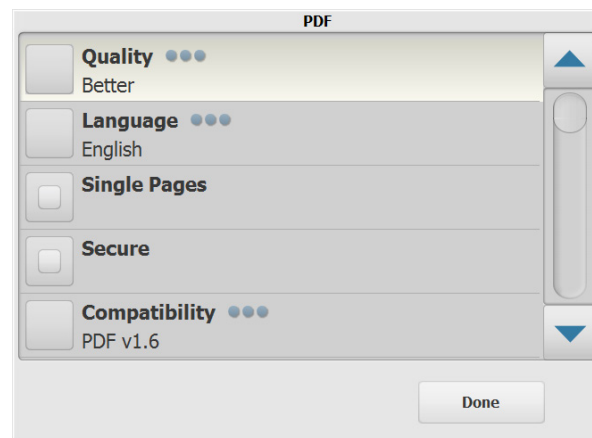 PDF
Quality
Better
Language
English
Single Pages
Secure
Compatibility
PDF v1.6
Done